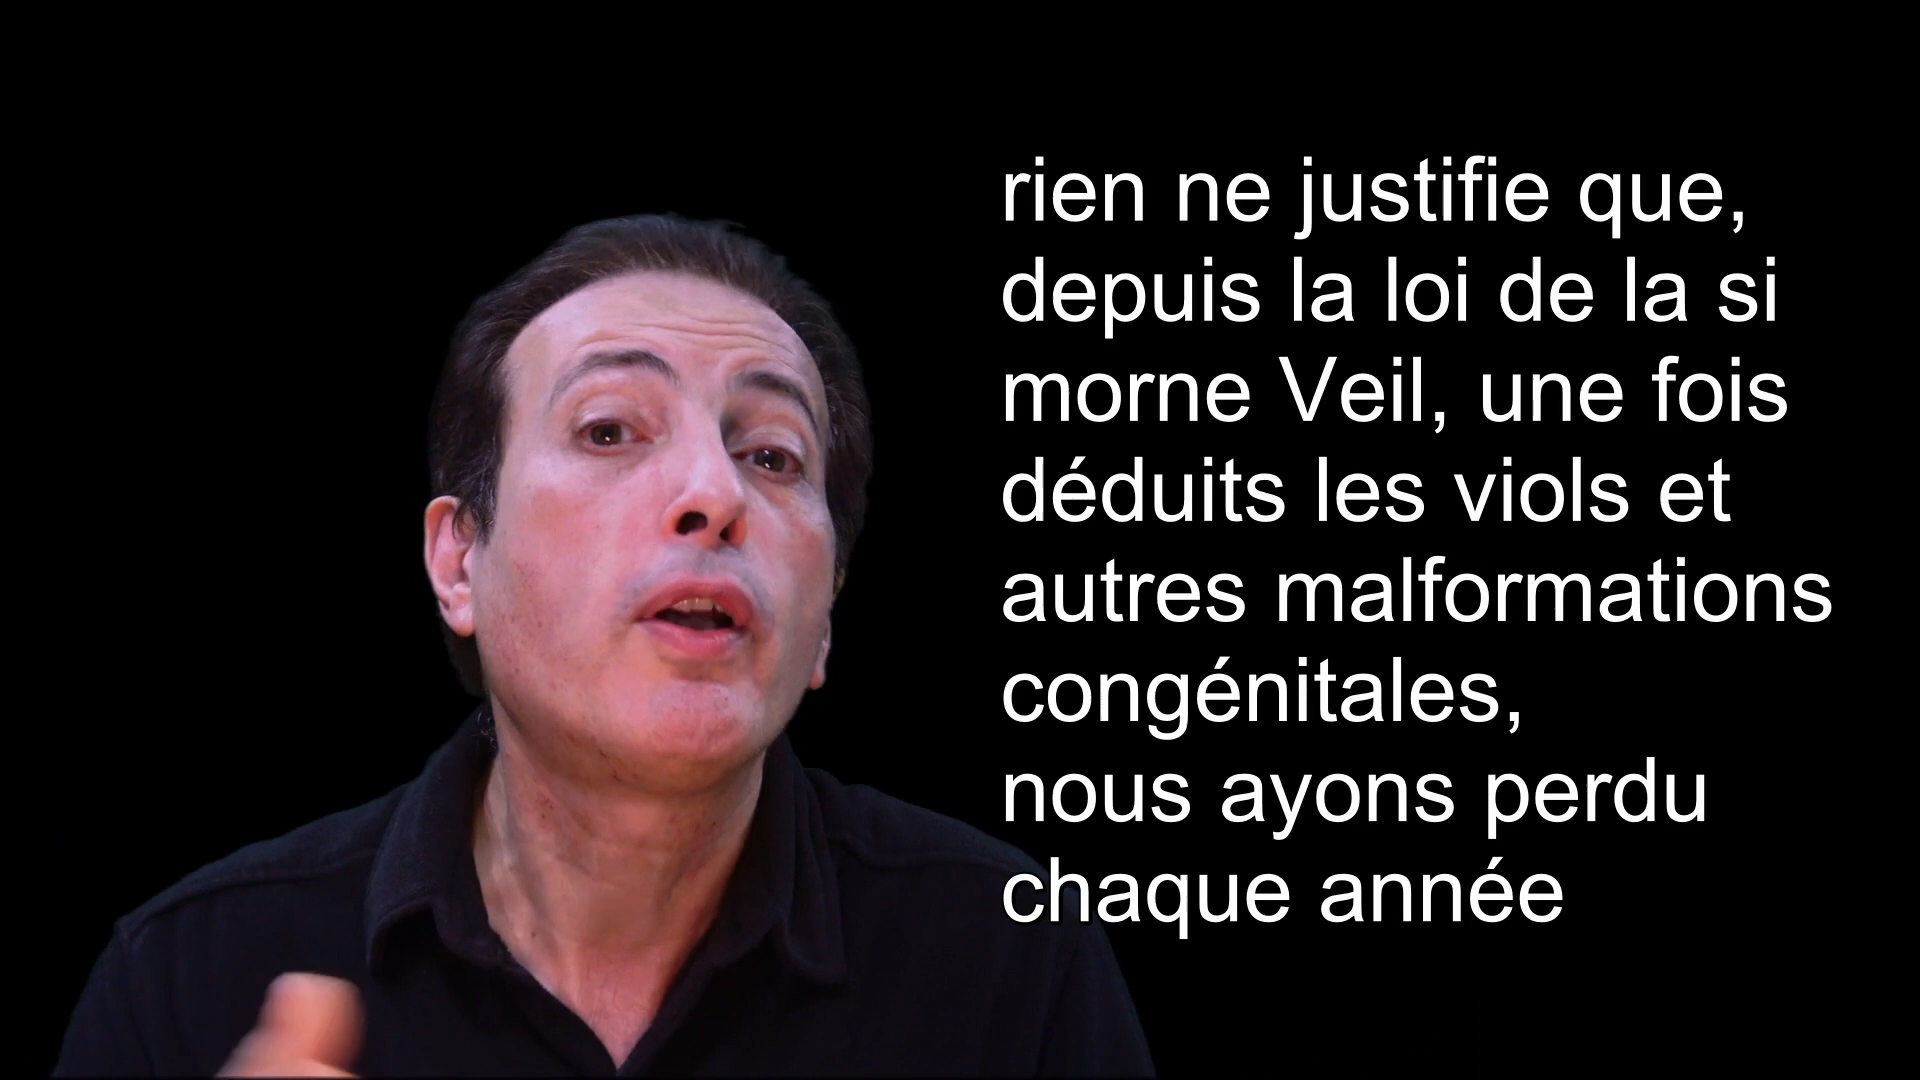 rien ne justifie que,
depuis la loi de la si
morne Veil, une fois
déduits les viols et
autres malformations
congénitales,
nous ayons perdu
chaque année